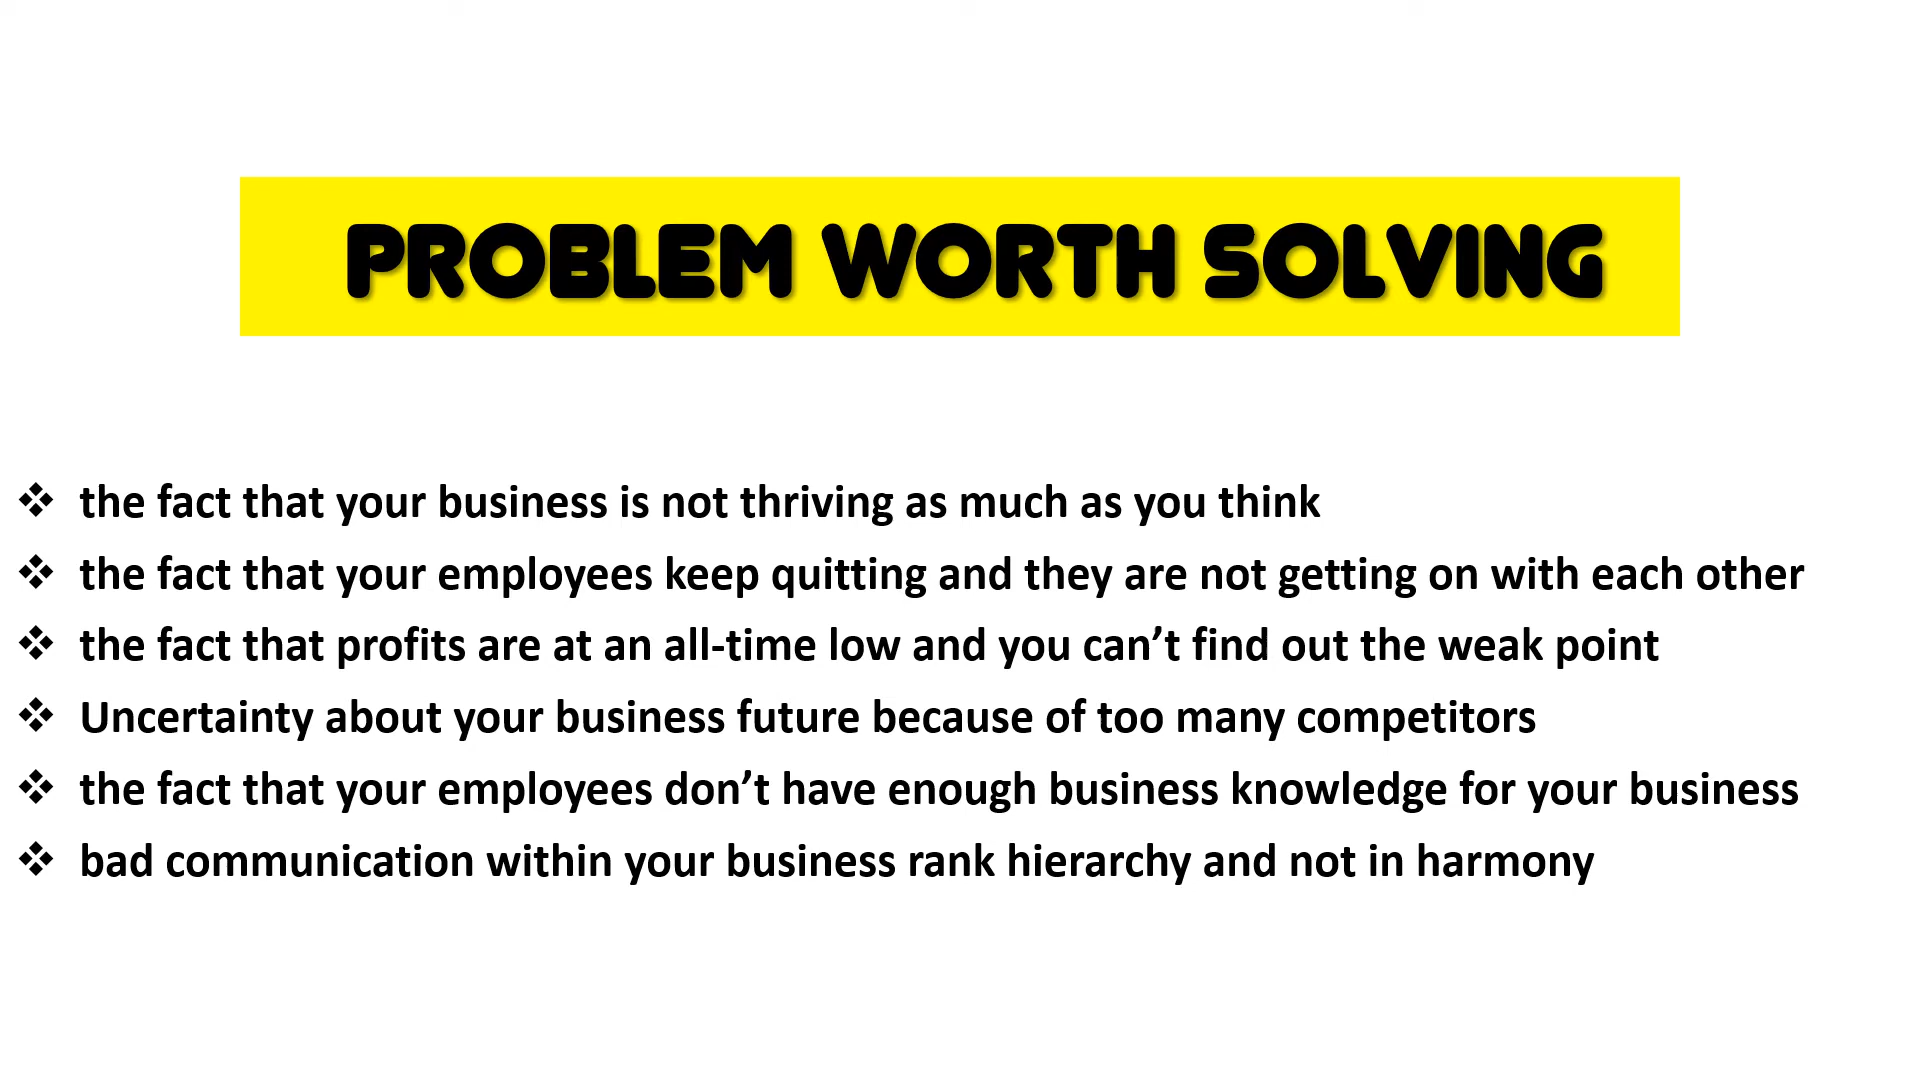 PROBLEM WORTH SOLVING
❖ the fact that your business is not thriving as much as you think
❖ the fact that your employees keep quitting and they are not getting on with each other
❖ the fact that profits are at an all-time low and you can’t find out the weak point
❖ Uncertainty about your business future because of too many competitors
❖ the fact that your employees don’t have enough business knowledge for your business
❖ bad communication within your business rank hierarchy and not in harmony